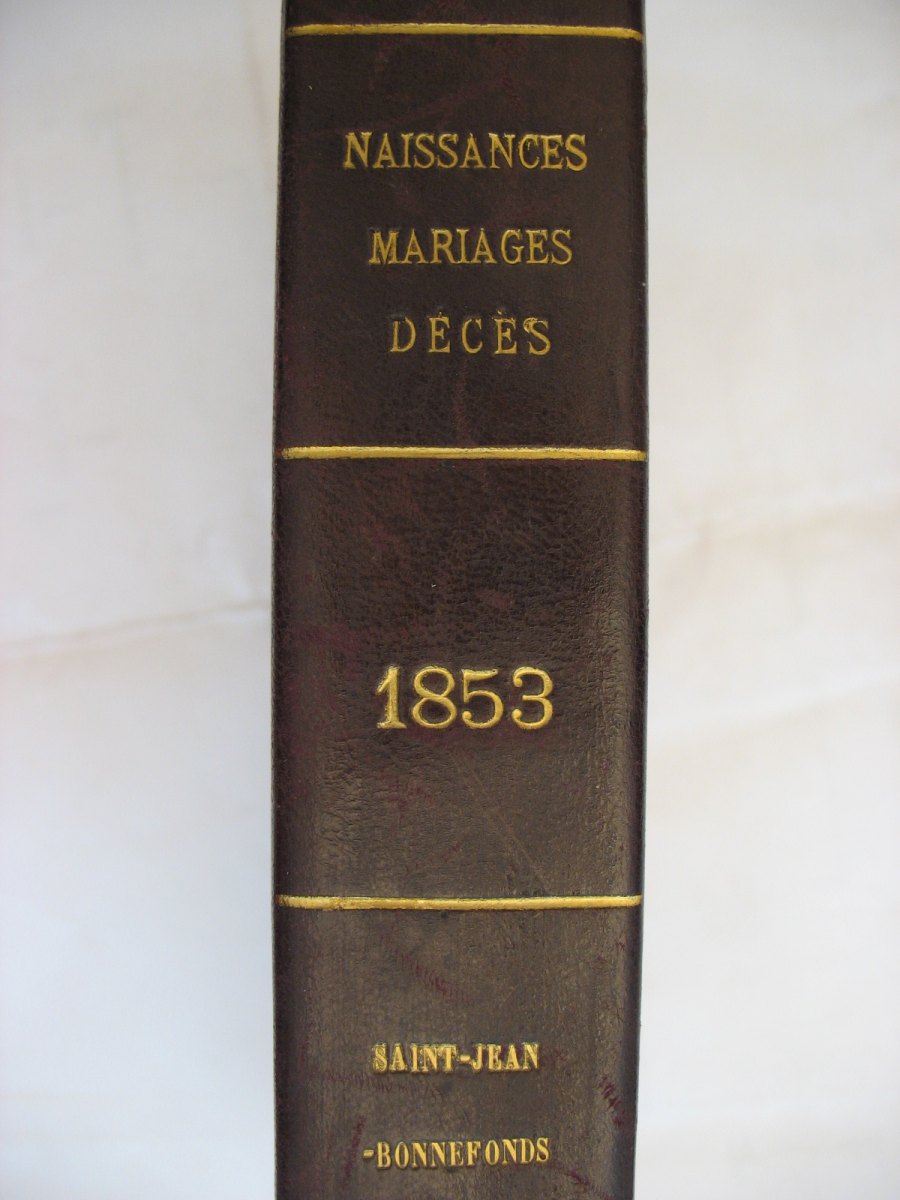 NAISSANCES
MARIAGES
DÉCÈS
1853
SAINT-JEAN
-BONNEFONDS